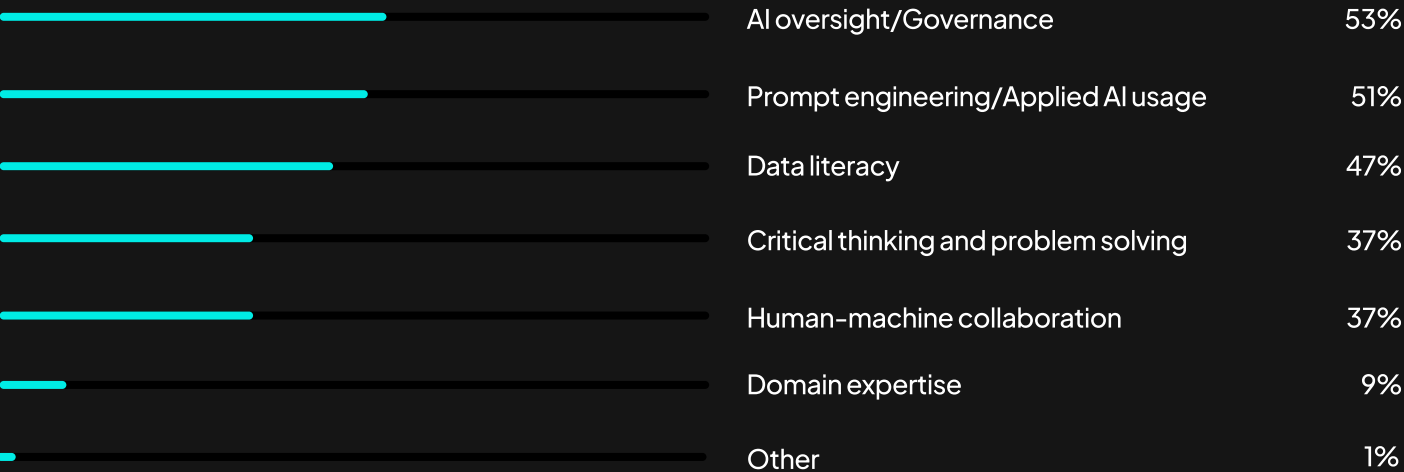 AI oversight/Governance 53%
Prompt engineering/Applied AI usage 51%
Data literacy 47%
Critical thinking and problem solving 37%
Human-machine collaboration 37%
Domain expertise 9%
Other 1%